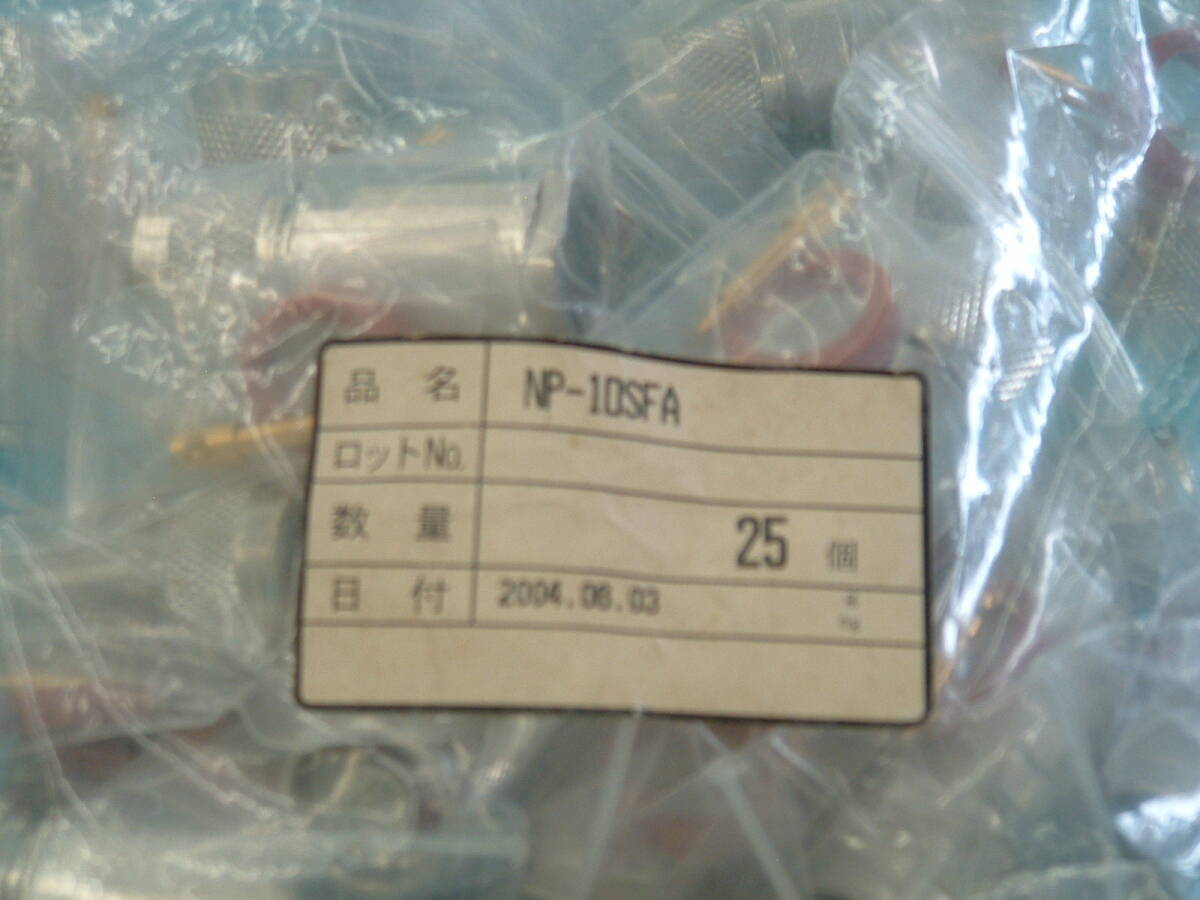 品 名 NP-10SFA
ロットNo.
数 量 25 個
日 付 2004.08.03